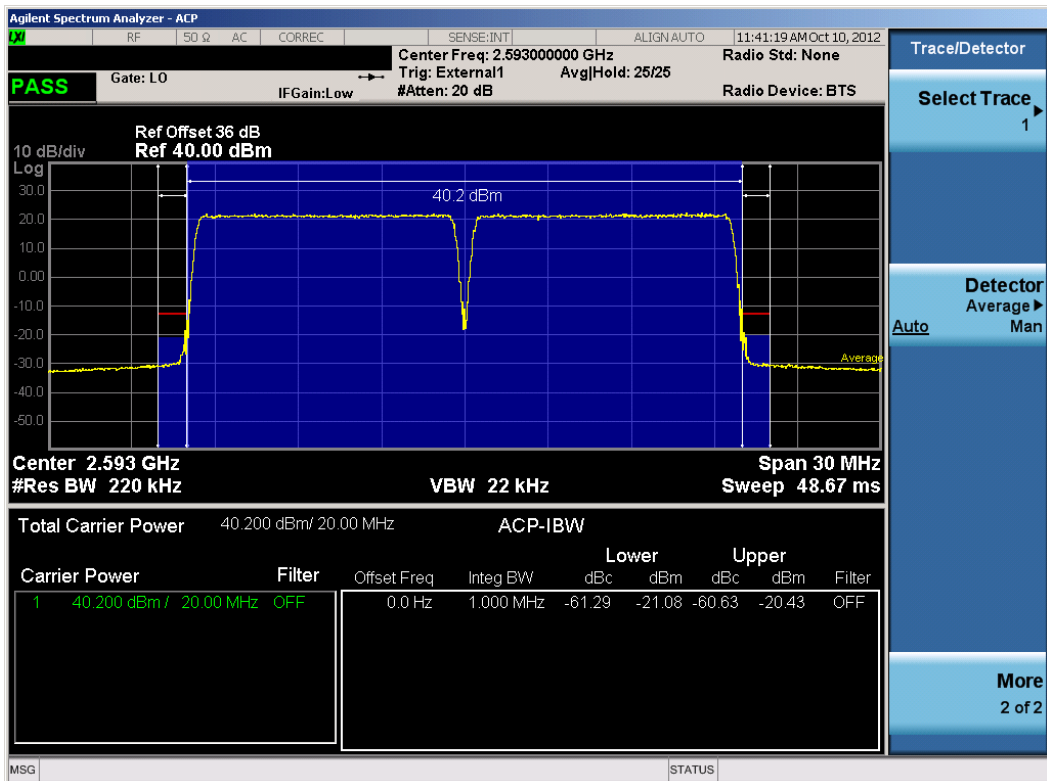 Agilent Spectrum Analyzer - ACP
LXI RF 50 Ω AC CORREC SENSE:INT ALIGN AUTO 11:41:19 AM Oct 10, 2012
Center Freq: 2.593000000 GHz Radio Std: None
PASS Gate: LO Trig: External1 Avg|Hold: 25/25
IFGain:Low #Atten: 20 dB Radio Device: BTS
Ref Offset 36 dB
10 dB/div Ref 40.00 dBm
Log
30.0
40.2 dBm
20.0
10.0
0.00
-10.0
-20.0
-30.0
Average
-40.0
-50.0
Center 2.593 GHz Span 30 MHz
#Res BW 220 kHz VBW 22 kHz Sweep 48.67 ms
Total Carrier Power 40.200 dBm/ 20.00 MHz ACP-IBW
Lower Upper
Carrier Power Filter Offset Freq Integ BW dBc dBm dBc dBm Filter
1 40.200 dBm / 20.00 MHz OFF 0.0 Hz 1.000 MHz -61.29 -21.08 -60.63 -20.43 OFF
MSG STATUS
Trace/Detector
Select Trace
1
Detector
Average
Auto Man
More
2 of 2